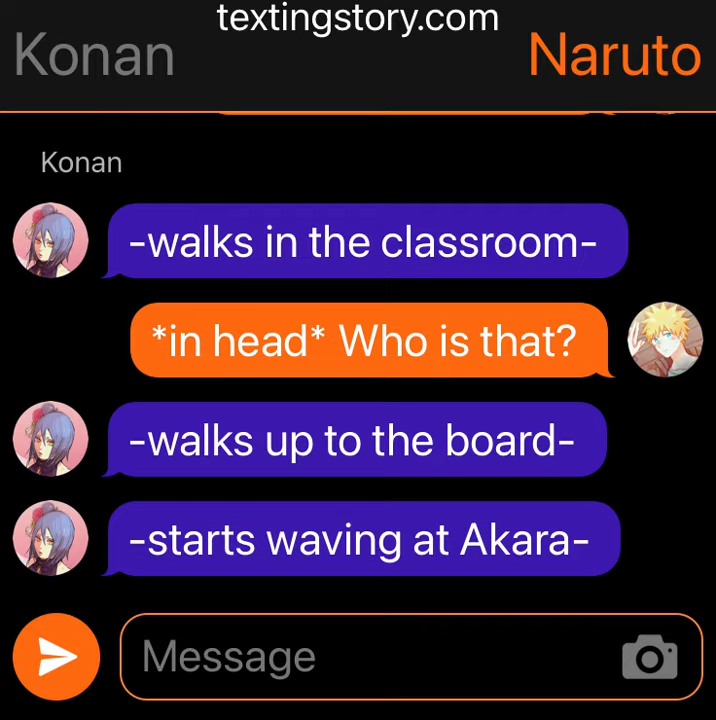 textingstory.com
Konan
Naruto
Konan
-walks in the classroom-
*in head* Who is that?
-walks up to the board-
-starts waving at Akara-
Message